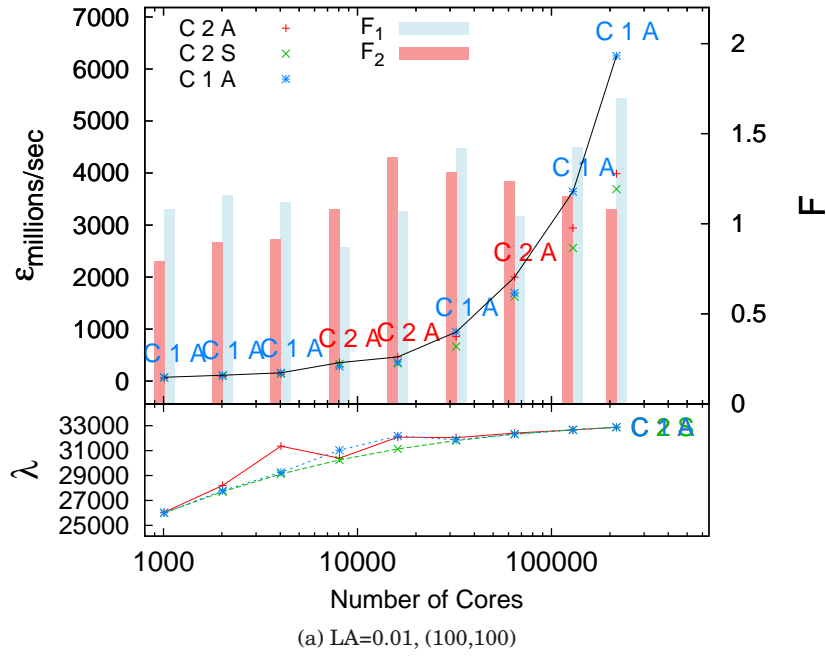 7000
6000
5000
4000
3000
2000
1000
0
ε millions/sec
C 2 A
C 2 S
C 1 A
F1
F2
2
1.5
1
0.5
0
F
C 1 A
C 1 A
C 1 A
C 2 A
C 2 A
C 1 A
C 2 A
C 1 A
C 1 A
33000
31000
29000
27000
25000
λ
1000
10000
100000
Number of Cores
(a) LA=0.01, (100,100)